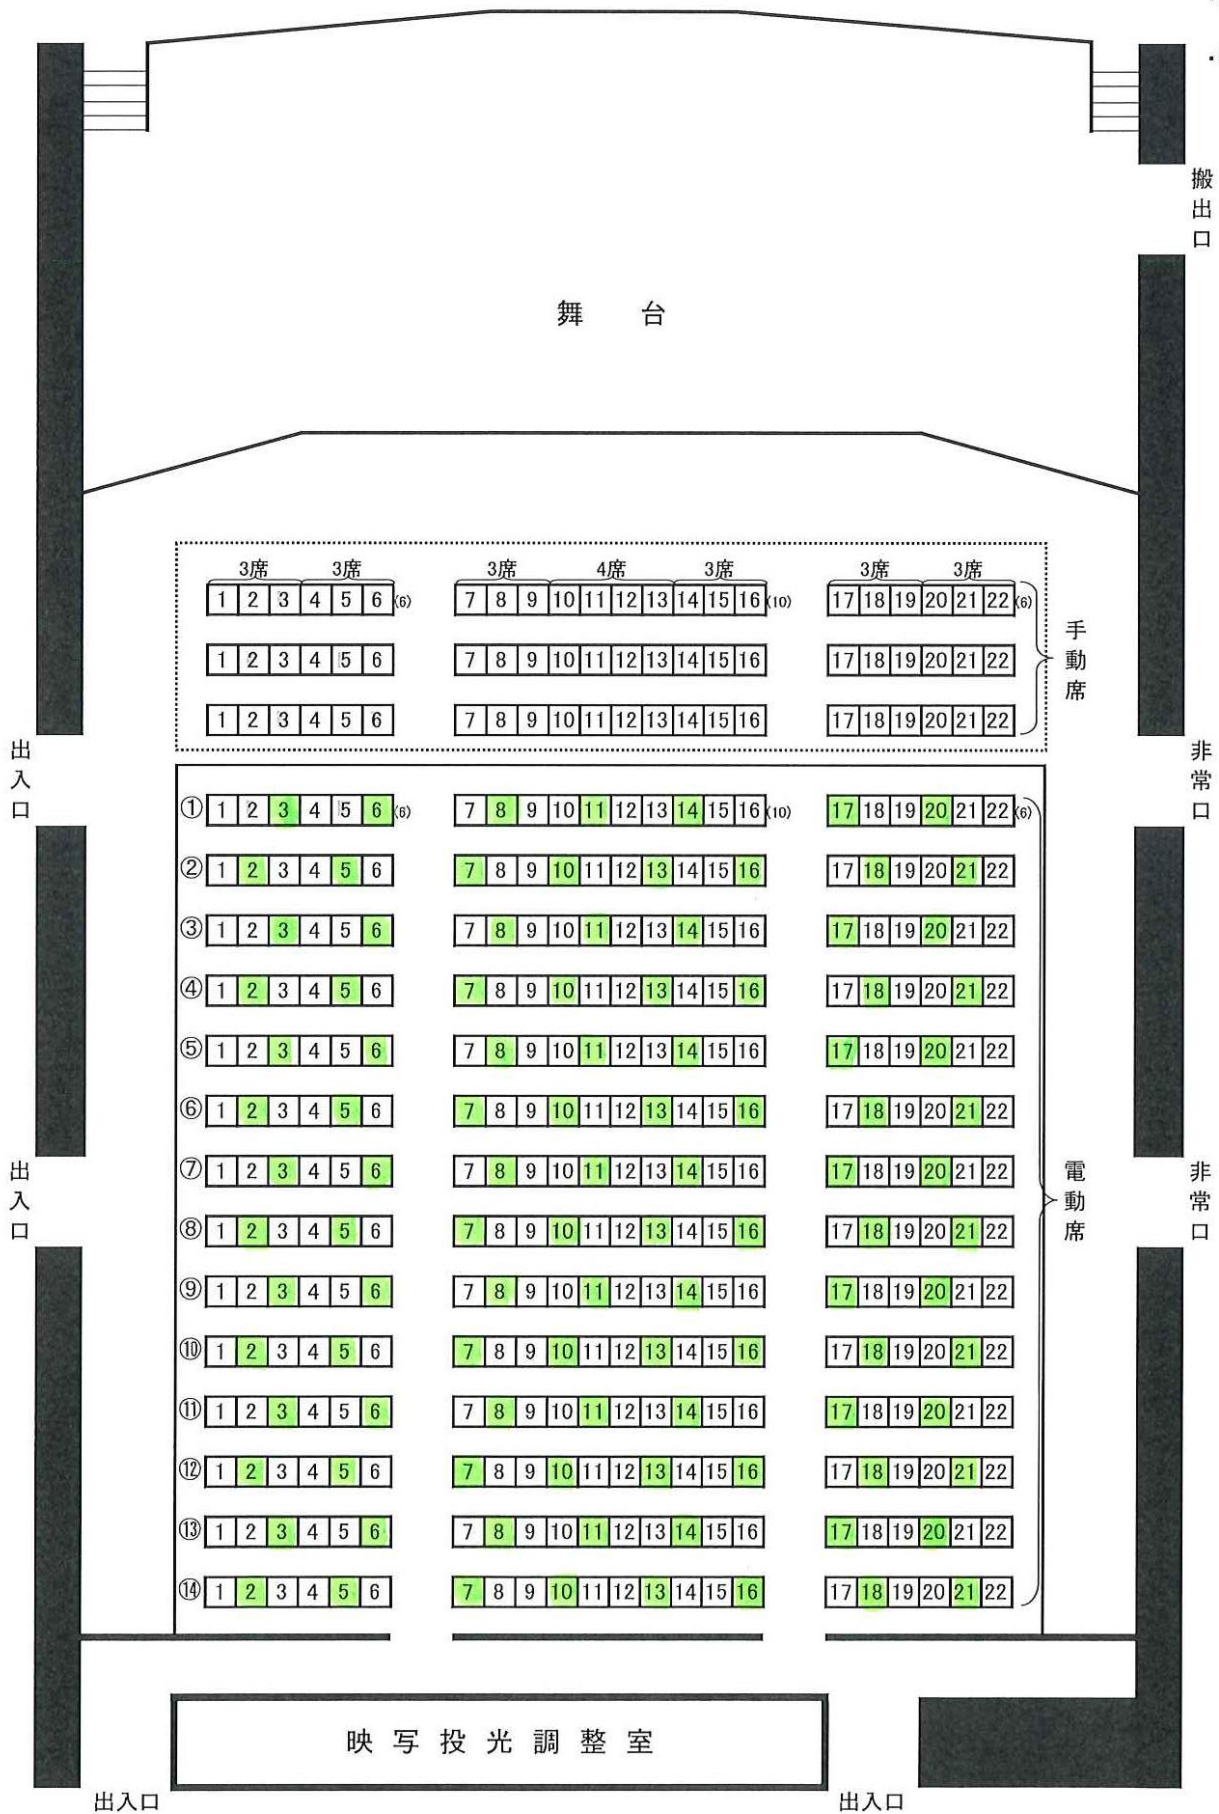 搬出口
舞 台
3席 3席 3席 4席 3席 3席 3席
1 2 3 4 5 6 (6) 7 8 9 10 11 12 13 14 15 16 (10) 17 18 19 20 21 22 (6)
1 2 3 4 5 6 7 8 9 10 11 12 13 14 15 16 17 18 19 20 21 22
1 2 3 4 5 6 7 8 9 10 11 12 13 14 15 16 17 18 19 20 21 22
手動席
出入口
非常口
① 1 2 3 4 5 6 (6) 7 8 9 10 11 12 13 14 15 16 (10) 17 18 19 20 21 22 (6)
② 1 2 3 4 5 6 7 8 9 10 11 12 13 14 15 16 17 18 19 20 21 22
③ 1 2 3 4 5 6 7 8 9 10 11 12 13 14 15 16 17 18 19 20 21 22
④ 1 2 3 4 5 6 7 8 9 10 11 12 13 14 15 16 17 18 19 20 21 22
⑤ 1 2 3 4 5 6 7 8 9 10 11 12 13 14 15 16 17 18 19 20 21 22
⑥ 1 2 3 4 5 6 7 8 9 10 11 12 13 14 15 16 17 18 19 20 21 22
⑦ 1 2 3 4 5 6 7 8 9 10 11 12 13 14 15 16 17 18 19 20 21 22
⑧ 1 2 3 4 5 6 7 8 9 10 11 12 13 14 15 16 17 18 19 20 21 22
⑨ 1 2 3 4 5 6 7 8 9 10 11 12 13 14 15 16 17 18 19 20 21 22
⑩ 1 2 3 4 5 6 7 8 9 10 11 12 13 14 15 16 17 18 19 20 21 22
⑪ 1 2 3 4 5 6 7 8 9 10 11 12 13 14 15 16 17 18 19 20 21 22
⑫ 1 2 3 4 5 6 7 8 9 10 11 12 13 14 15 16 17 18 19 20 21 22
⑬ 1 2 3 4 5 6 7 8 9 10 11 12 13 14 15 16 17 18 19 20 21 22
⑭ 1 2 3 4 5 6 7 8 9 10 11 12 13 14 15 16 17 18 19 20 21 22
電動席
出入口
非常口
映写投光調整室
出入口
出入口